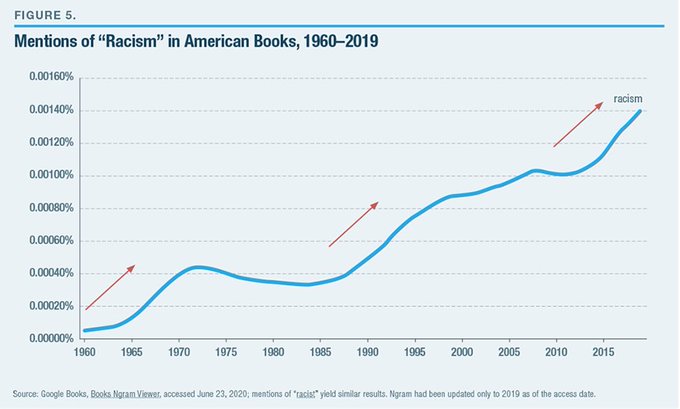 FIGURE 5.
Mentions of “Racism” in American Books, 1960–2019
0.00160%
0.00140%
0.00120%
0.00100%
0.00080%
0.00060%
0.00040%
0.00020%
0.00000%
racism
1960 1965 1970 1975 1980 1985 1990 1995 2000 2005 2010 2015
Source: Google Books, Books Ngram Viewer, accessed June 23, 2020; mentions of “racist” yield similar results. Ngram had been updated only to 2019 as of the access date.